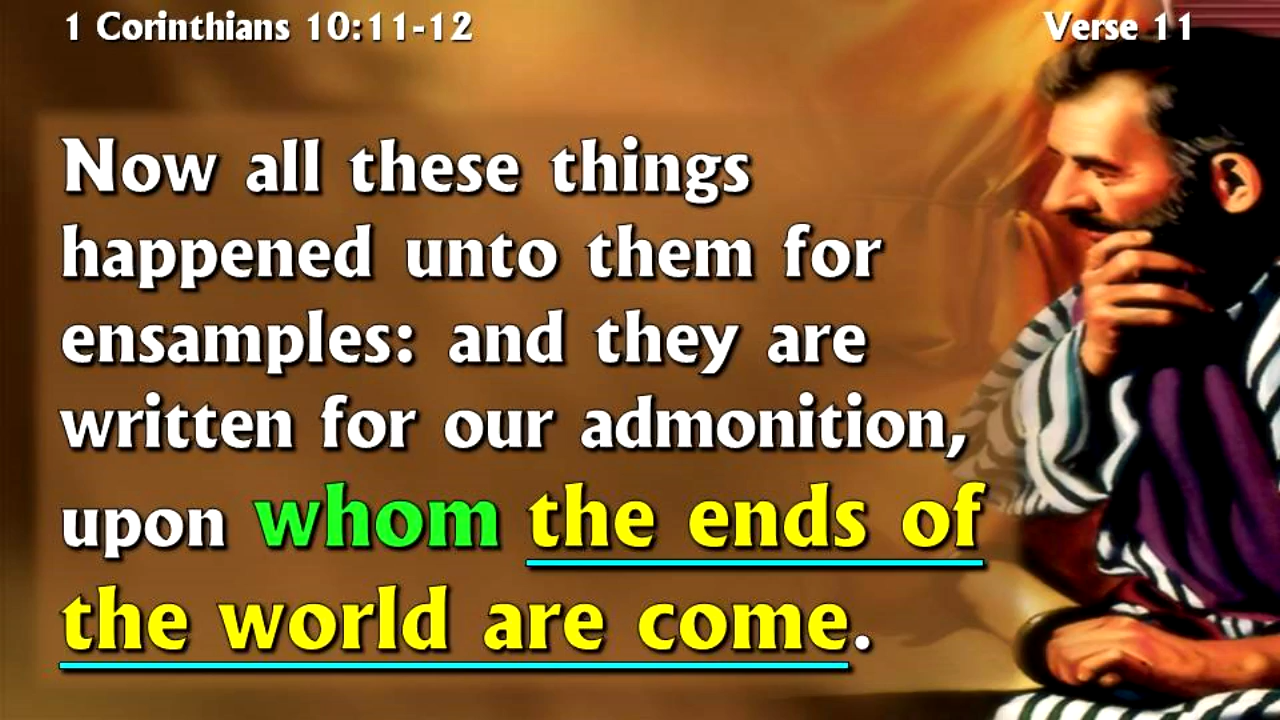 1 Corinthians 10:11-12 Verse 11
Now all these things
happened unto them for
ensamples: and they are
written for our admonition,
upon whom the ends of
the world are come.